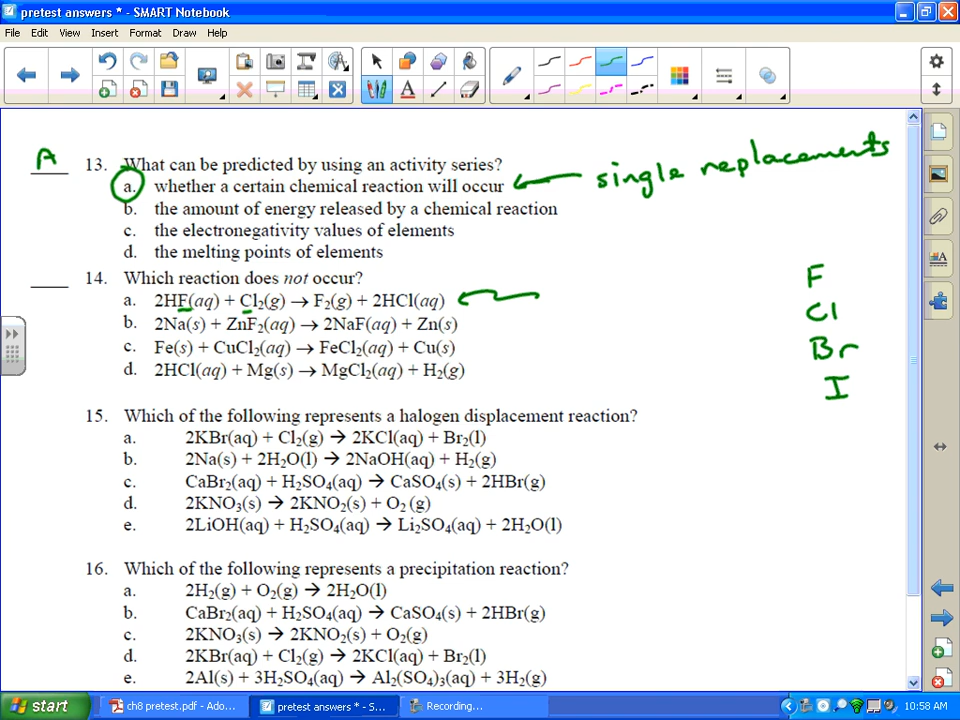 pretest answers * - SMART Notebook
File Edit View Insert Format Draw Help
A
13. What can be predicted by using an activity series?
a. whether a certain chemical reaction will occur
single replacements
b. the amount of energy released by a chemical reaction
c. the electronegativity values of elements
d. the melting points of elements
14. Which reaction does not occur?
a. 2HF(aq) + Cl₂(g) → F₂(g) + 2HCl(aq)
b. 2Na(s) + ZnF₂(aq) → 2NaF(aq) + Zn(s)
c. Fe(s) + CuCl₂(aq) → FeCl₂(aq) + Cu(s)
d. 2HCl(aq) + Mg(s) → MgCl₂(aq) + H₂(g)
F
Cl
Br
I
15. Which of the following represents a halogen displacement reaction?
a. 2KBr(aq) + Cl₂(g) → 2KCl(aq) + Br₂(l)
b. 2Na(s) + 2H₂O(l) → 2NaOH(aq) + H₂(g)
c. CaBr₂(aq) + H₂SO₄(aq) → CaSO₄(s) + 2HBr(g)
d. 2KNO₃(s) → 2KNO₂(s) + O₂ (g)
e. 2LiOH(aq) + H₂SO₄(aq) → Li₂SO₄(aq) + 2H₂O(l)
16. Which of the following represents a precipitation reaction?
a. 2H₂(g) + O₂(g) → 2H₂O(l)
b. CaBr₂(aq) + H₂SO₄(aq) → CaSO₄(s) + 2HBr(g)
c. 2KNO₃(s) → 2KNO₂(s) + O₂(g)
d. 2KBr(aq) + Cl₂(g) → 2KCl(aq) + Br₂(l)
e. 2Al(s) + 3H₂SO₄(aq) → Al₂(SO₄)₃(aq) + 3H₂(g)
start
ch8 pretest.pdf - Ado...
pretest answers * - S...
Recording...
10:58 AM